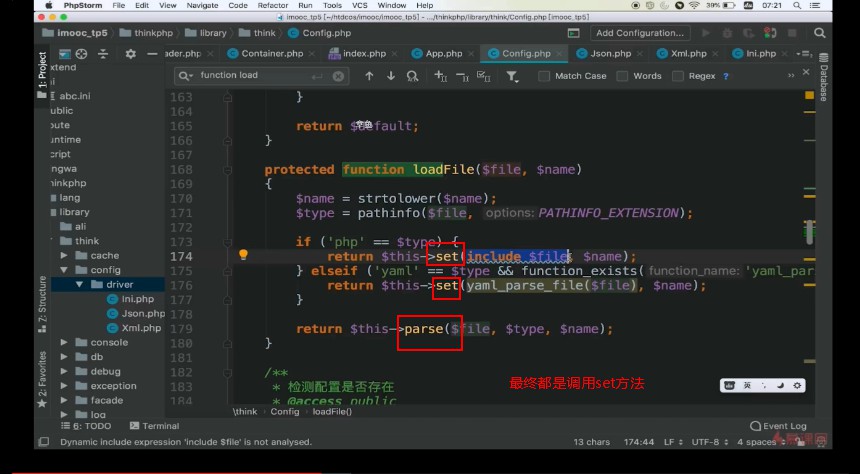 PhpStorm File Edit View Navigate Code Refactor Run Tools VCS Window Help 39% 07:21
imooc_tp5 [~/htdocs/imooc/imooc_tp5] - .../thinkphp/library/think/Config.php
imooc_tp5 thinkphp library think Config.php Add Configuration...
ader.php Container.php index.php App.php Config.php Json.php Xml.php Ini.php
function load Match Case Words Regex ?
1: Project
Z: Structure
2: Favorites
Database
xtend
abc.ini
ublic
oute
untime
cript
ngwa
hinkphp
lang
library
ali
think
cache
config
driver
Ini.php
Json.php
Xml.php
console
db
debug
exception
facade
log
163 }
164
165 return $default;
166 }
167
168 protected function loadFile($file, $name)
169 {
170 $name = strtolower($name);
171 $type = pathinfo($file, options: PATHINFO_EXTENSION);
172
173 if ('php' == $type) {
174 return $this->set(include $file, $name);
175 } elseif ('yaml' == $type && function_exists( function_name: 'yaml_par
176 return $this->set(yaml_parse_file($file), $name);
177 }
178
179 return $this->parse($file, $type, $name);
180 }
181
182 /**
183 * 检测配置是否存在
184 * @access public
最终都是调用set方法
英
\think Config loadFile()
6: TODO Terminal Event Log
Dynamic include expression 'include $file' is not analysed. 13 chars 174:44 LF UTF-8 4 spaces
慕课网